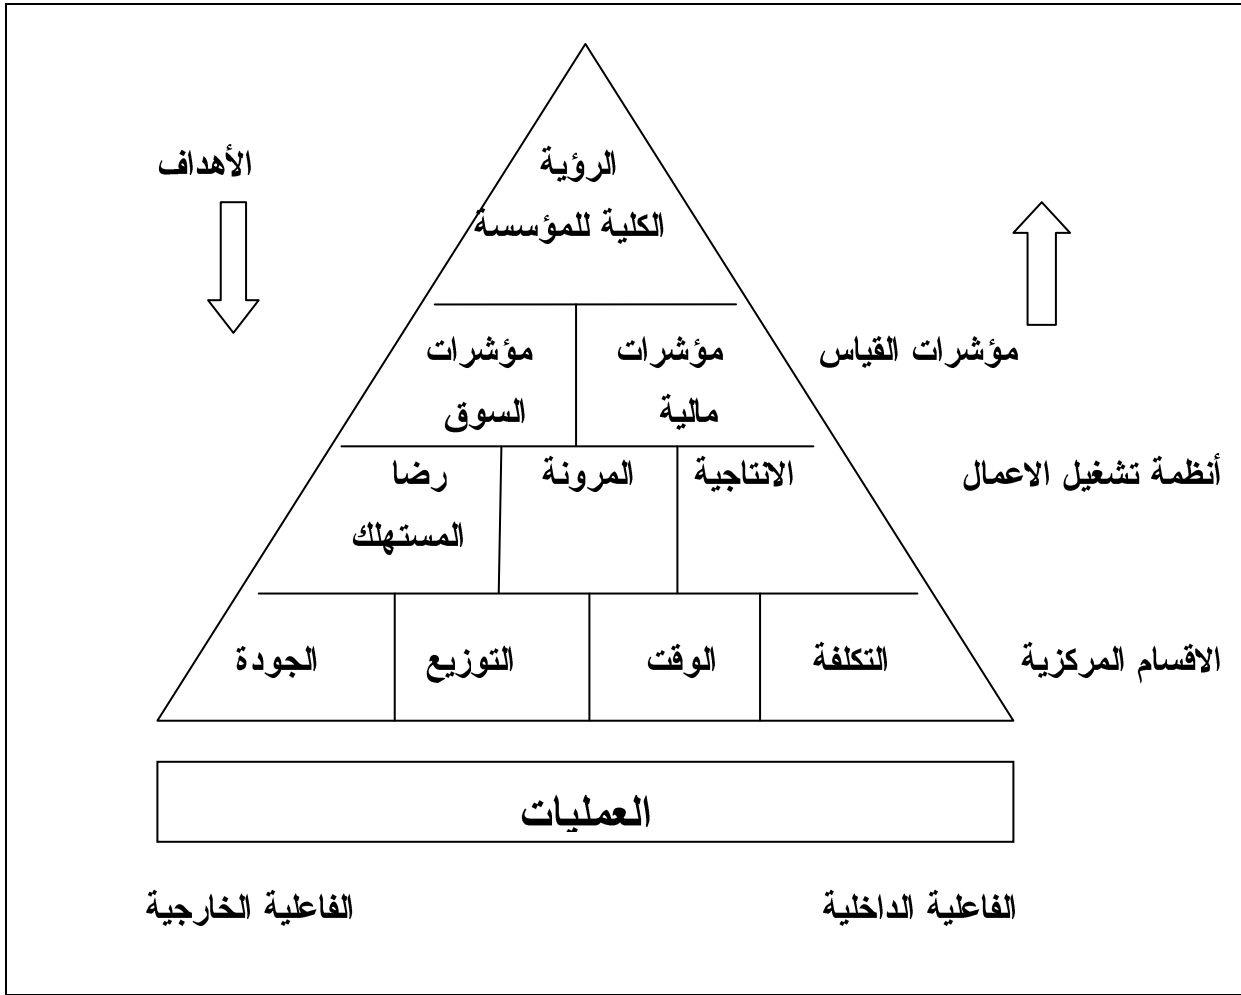 الرؤية
الأهداف
الكلية للمؤسسة
مؤشرات القياس
مؤشرات
مالية
مؤشرات
السوق
أنظمة تشغيل الاعمال
الانتاجية
المرونة
رضا
المستهلك
الاقسام المركزية
التكلفة
الوقت
التوزيع
الجودة
العمليات
الفاعلية الداخلية
الفاعلية الخارجية